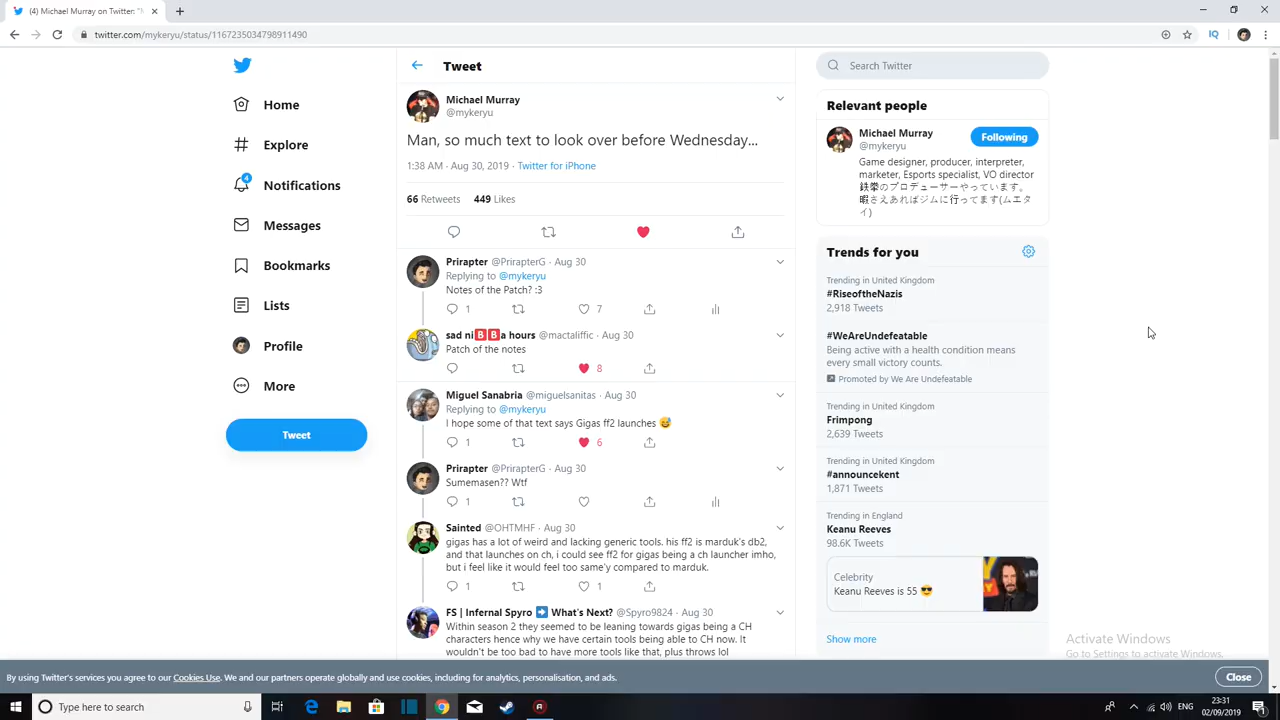 (4) Michael Murray on Twitter: "
twitter.com/mykeryu/status/1167235034798911490
IQ
Home
Explore
4
Notifications
Messages
Bookmarks
Lists
Profile
More
Tweet
Tweet
Michael Murray
@mykeryu
Man, so much text to look over before Wednesday...
1:38 AM · Aug 30, 2019 · Twitter for iPhone
66 Retweets 449 Likes
Prirapter @PrirapterG · Aug 30
Replying to @mykeryu
Notes of the Patch? :3
1 7
sad ni🅱🅱a hours @mactaliffic · Aug 30
Patch of the notes
8
Miguel Sanabria @miguelsanitas · Aug 30
Replying to @mykeryu
I hope some of that text says Gigas ff2 launches 😅
1 6
Prirapter @PrirapterG · Aug 30
Sumemasen?? Wtf
1
Sainted @OHTMHF · Aug 30
gigas has a lot of weird and lacking generic tools. his ff2 is marduk's db2,
and that launches on ch, i could see ff2 for gigas being a ch launcher imho,
but i feel like it would feel too same'y compared to marduk.
1 1
FS | Infernal Spyro ➡ What's Next? @Spyro9824 · Aug 30
Within season 2 they seemed to be leaning towards gigas being a CH
characters hence why we have certain tools being able to CH now. It
wouldn't be too bad to have more tools like that, plus throws lol
Search Twitter
Relevant people
Michael Murray
@mykeryu
Following
Game designer, producer, interpreter,
marketer, Esports specialist, VO director
鉄拳のプロデューサーやっています。
暇さえあればジムに行ってます(ムエタ
イ)
Trends for you
Trending in United Kingdom
#RiseoftheNazis
2,918 Tweets
#WeAreUndefeatable
Being active with a health condition means
every small victory counts.
Promoted by We Are Undefeatable
Trending in United Kingdom
Frimpong
2,639 Tweets
Trending in United Kingdom
#announcekent
1,871 Tweets
Trending in England
Keanu Reeves
98.6K Tweets
Celebrity
Keanu Reeves is 55 😎
Show more
Activate Windows
Go to Settings to activate Windows.
By using Twitter's services you agree to our Cookies Use. We and our partners operate globally and use cookies, including for analytics, personalisation, and ads.
Close
Type here to search
ENG
23:31
02/09/2019
1